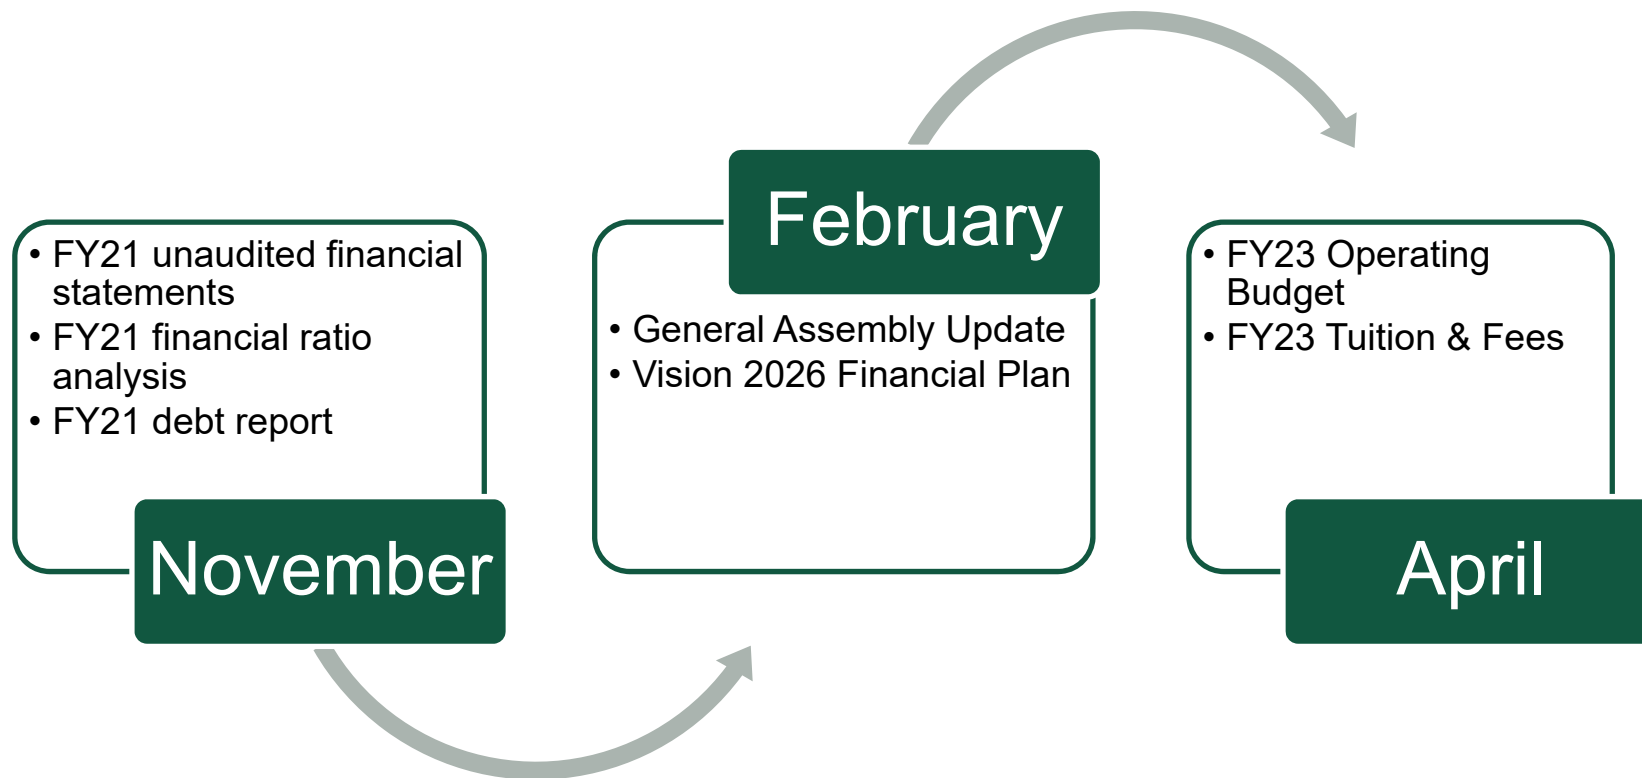 • FY21 unaudited financial
statements
• FY21 financial ratio
analysis
• FY21 debt report
November
February
• General Assembly Update
• Vision 2026 Financial Plan
• FY23 Operating
Budget
• FY23 Tuition & Fees
April